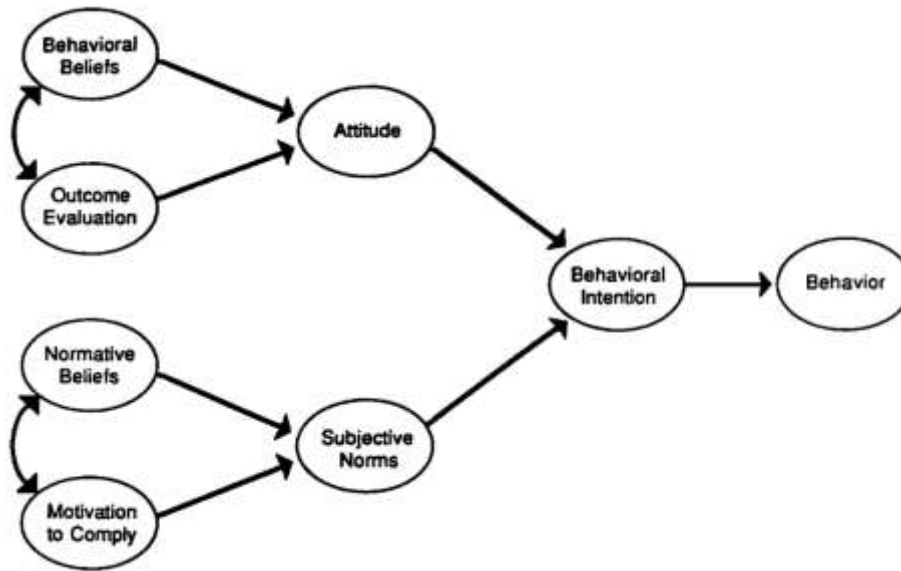 Behavioral
Beliefs
Outcome
Evaluation
Attitude
Normative
Beliefs
Motivation
to Comply
Subjective
Norms
Behavioral
Intention
Behavior